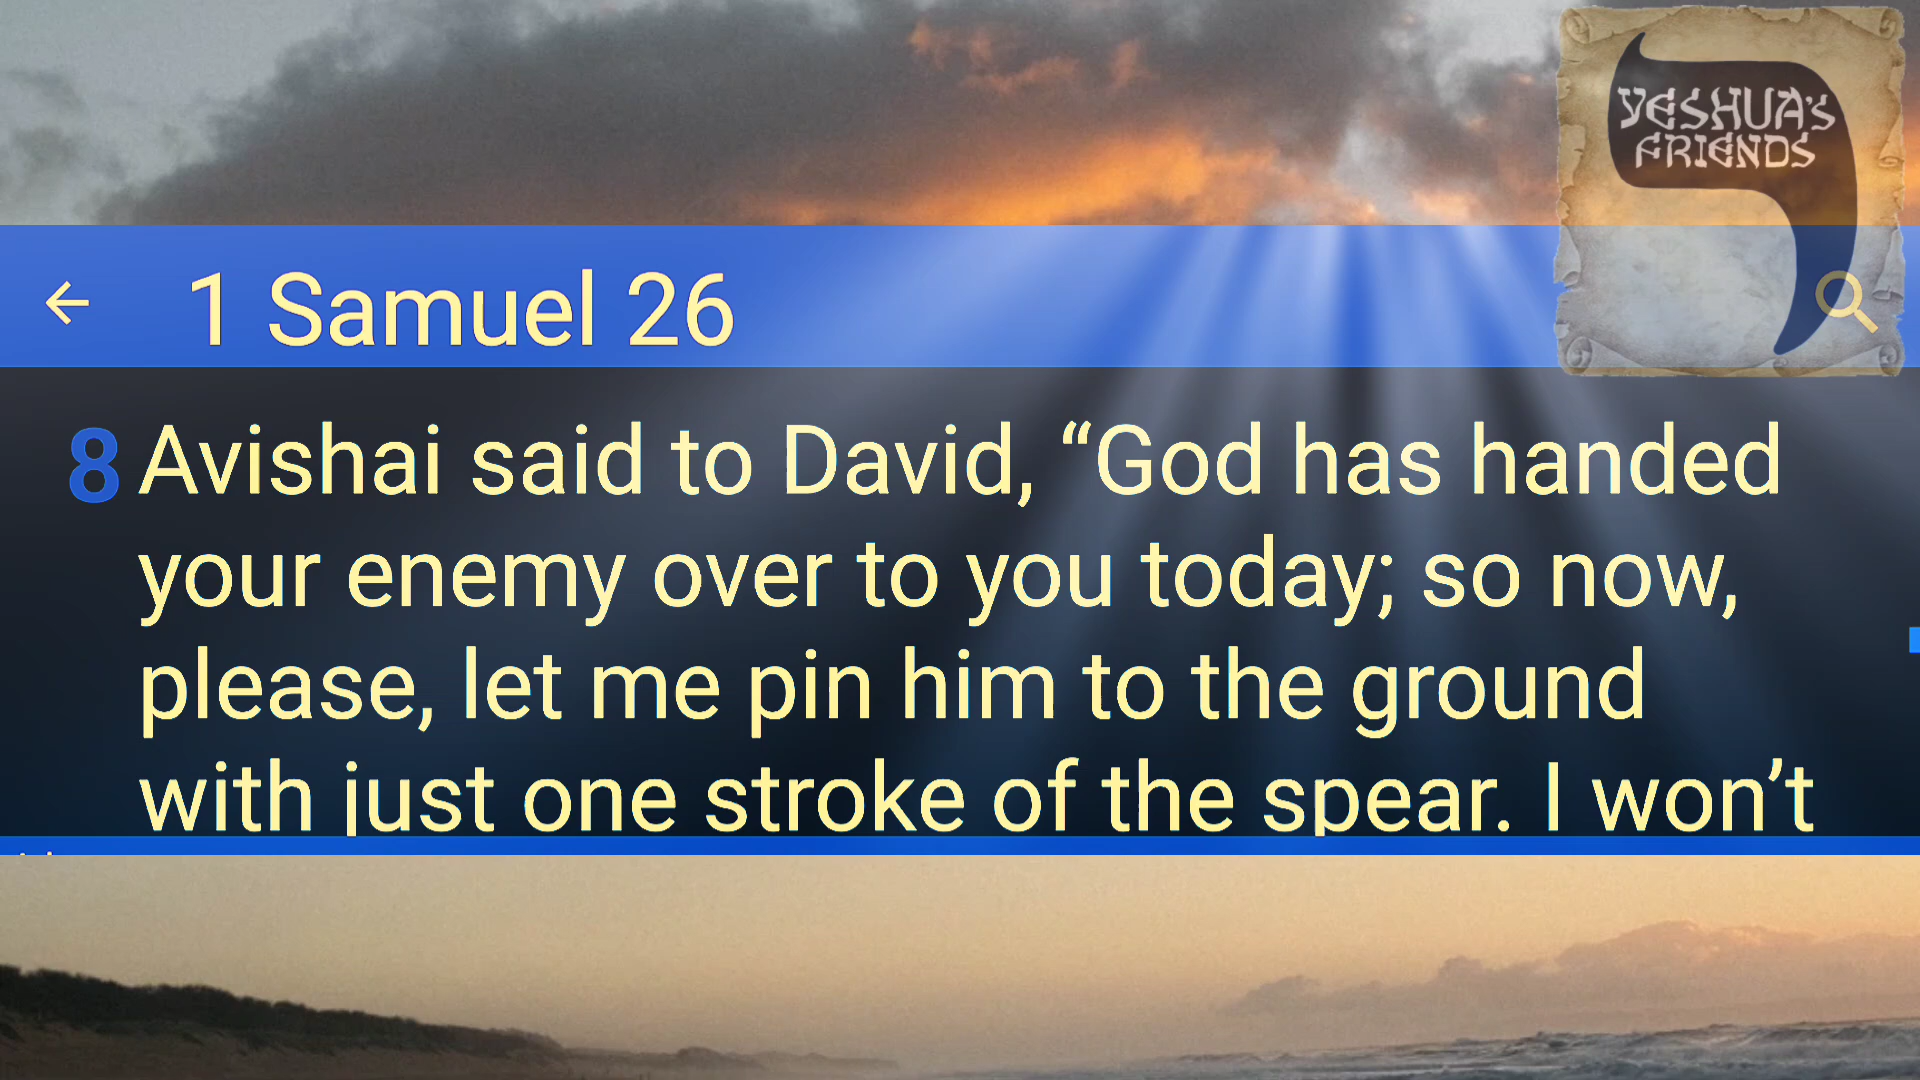 YESHUA's
FRIENDS
1 Samuel 26
8 Avishai said to David, “God has handed
your enemy over to you today; so now,
please, let me pin him to the ground
with just one stroke of the spear. I won’t